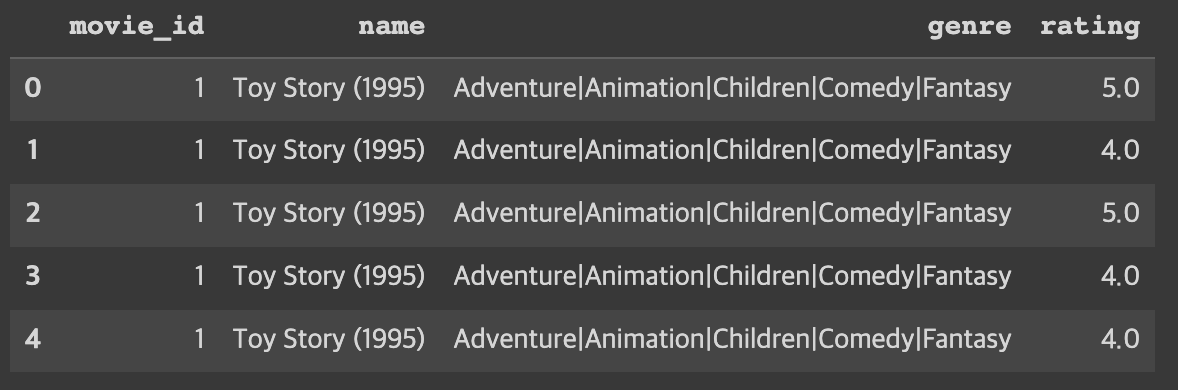 movie_id name genre rating
0 1 Toy Story (1995) Adventure|Animation|Children|Comedy|Fantasy 5.0
1 1 Toy Story (1995) Adventure|Animation|Children|Comedy|Fantasy 4.0
2 1 Toy Story (1995) Adventure|Animation|Children|Comedy|Fantasy 5.0
3 1 Toy Story (1995) Adventure|Animation|Children|Comedy|Fantasy 4.0
4 1 Toy Story (1995) Adventure|Animation|Children|Comedy|Fantasy 4.0